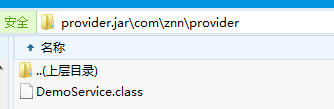 安全 provider.jar\com\znn\provider
名称
..(上层目录)
DemoService.class